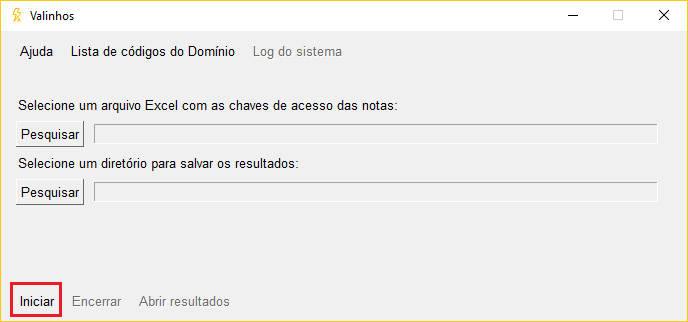 Valinhos
Ajuda Lista de códigos do Domínio Log do sistema
Selecione um arquivo Excel com as chaves de acesso das notas:
Pesquisar
Selecione um diretório para salvar os resultados:
Pesquisar
Iniciar Encerrar Abrir resultados